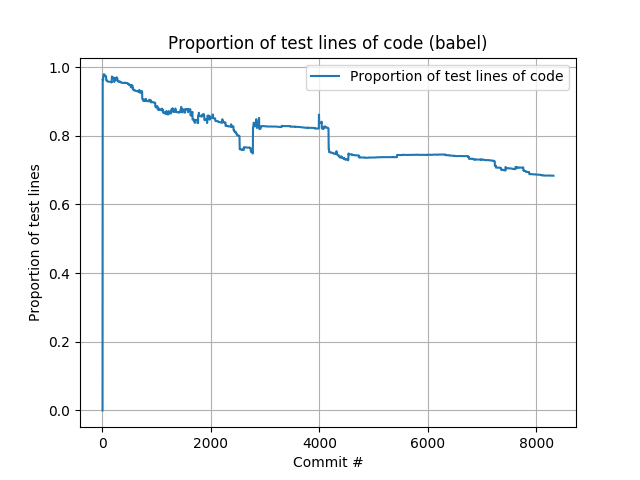 Proportion of test lines of code (babel)
Proportion of test lines of code
Proportion of test lines
1.0
0.8
0.6
0.4
0.2
0.0
0
2000
4000
6000
8000
Commit #